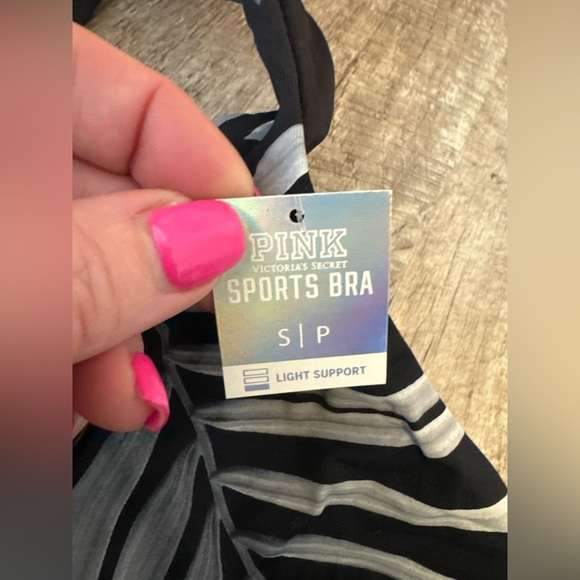 PINK
VICTORIA'S SECRET
SPORTS BRA
S | P
LIGHT SUPPORT